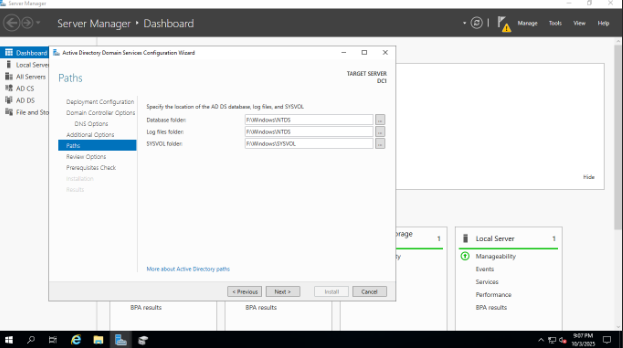 Server Manager
Server Manager • Dashboard
Manage Tools View Help
Dashboard
Local Serve
All Servers
AD CS
AD DS
File and Sto
Active Directory Domain Services Configuration Wizard
Paths
TARGET SERVER
DC1
Deployment Configuration
Domain Controller Options
DNS Options
Additional Options
Paths
Review Options
Prerequisites Check
Installation
Results
Specify the location of the AD DS database, log files, and SYSVOL
Database folder: F:\Windows\NTDS ...
Log files folder: F:\Windows\NTDS ...
SYSVOL folder: F:\Windows\SYSVOL ...
More about Active Directory paths
< Previous Next > Install Cancel
Hide
orage 1
ty
Local Server 1
Manageability
Events
Services
Performance
BPA results
BPA results
BPA results
9:07 PM
10/3/2025